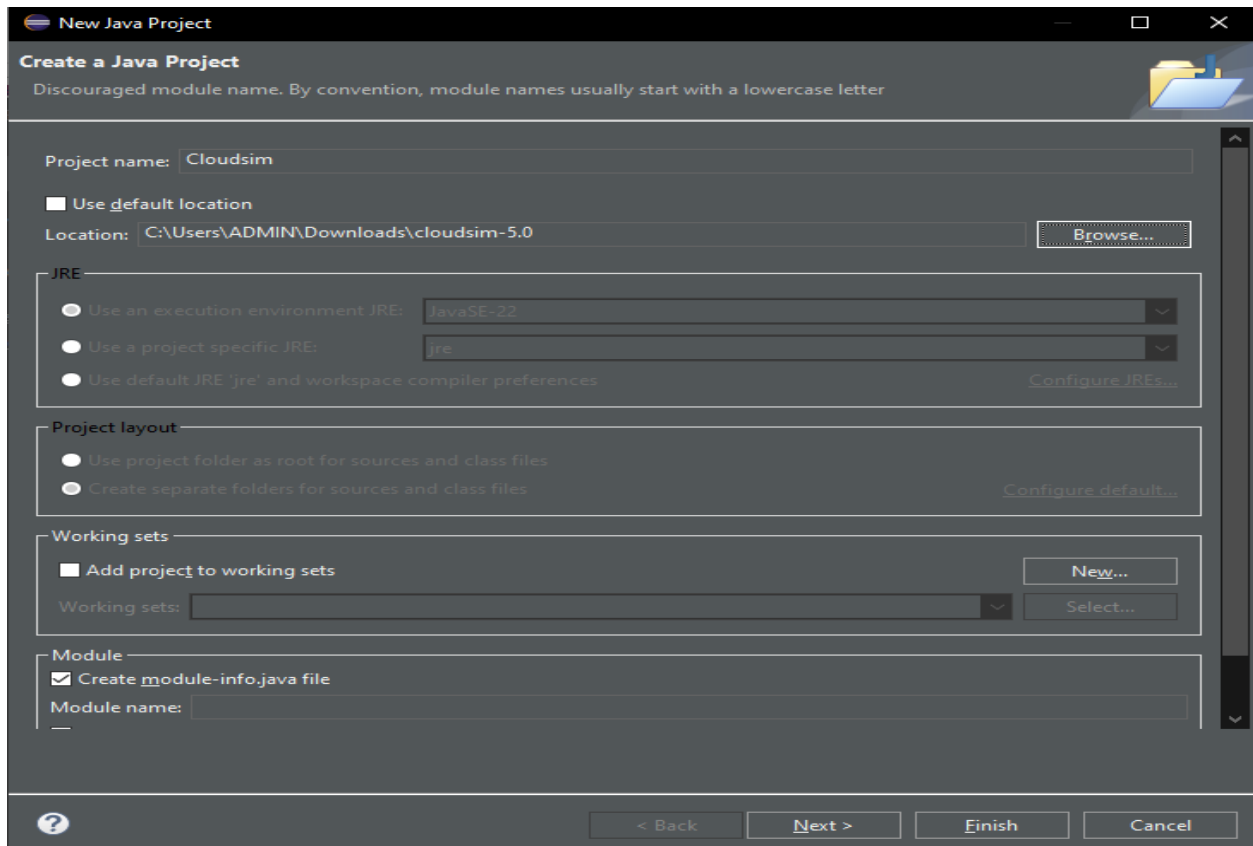 New Java Project
Create a Java Project
Discouraged module name. By convention, module names usually start with a lowercase letter
Project name: Cloudsim
Use default location
Location: C:\Users\ADMIN\Downloads\cloudsim-5.0 Browse...
JRE
Use an execution environment JRE: JavaSE-22
Use a project specific JRE: jre
Use default JRE 'jre' and workspace compiler preferences Configure JREs...
Project layout
Use project folder as root for sources and class files
Create separate folders for sources and class files Configure default...
Working sets
Add project to working sets New...
Working sets: Select...
Module
Create module-info.java file
Module name:
? < Back Next > Finish Cancel